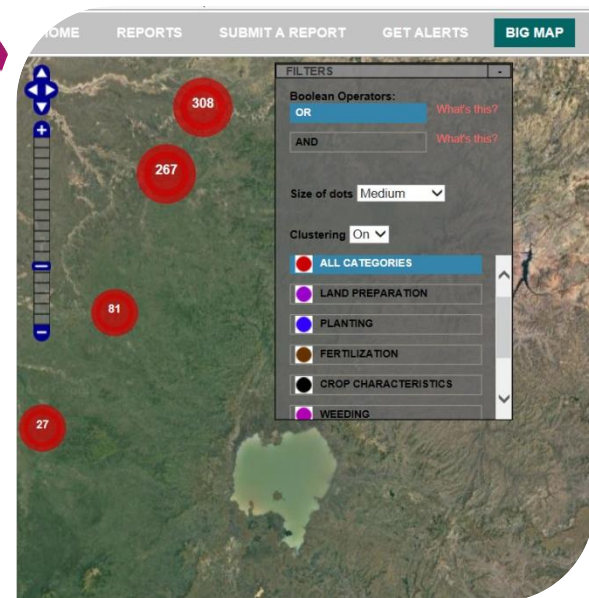 HOME REPORTS SUBMIT A REPORT GET ALERTS BIG MAP
FILTERS -
Boolean Operators:
OR What's this?
AND What's this?
Size of dots Medium
Clustering On
ALL CATEGORIES
LAND PREPARATION
PLANTING
FERTILIZATION
CROP CHARACTERISTICS
WEEDING
308
267
81
27